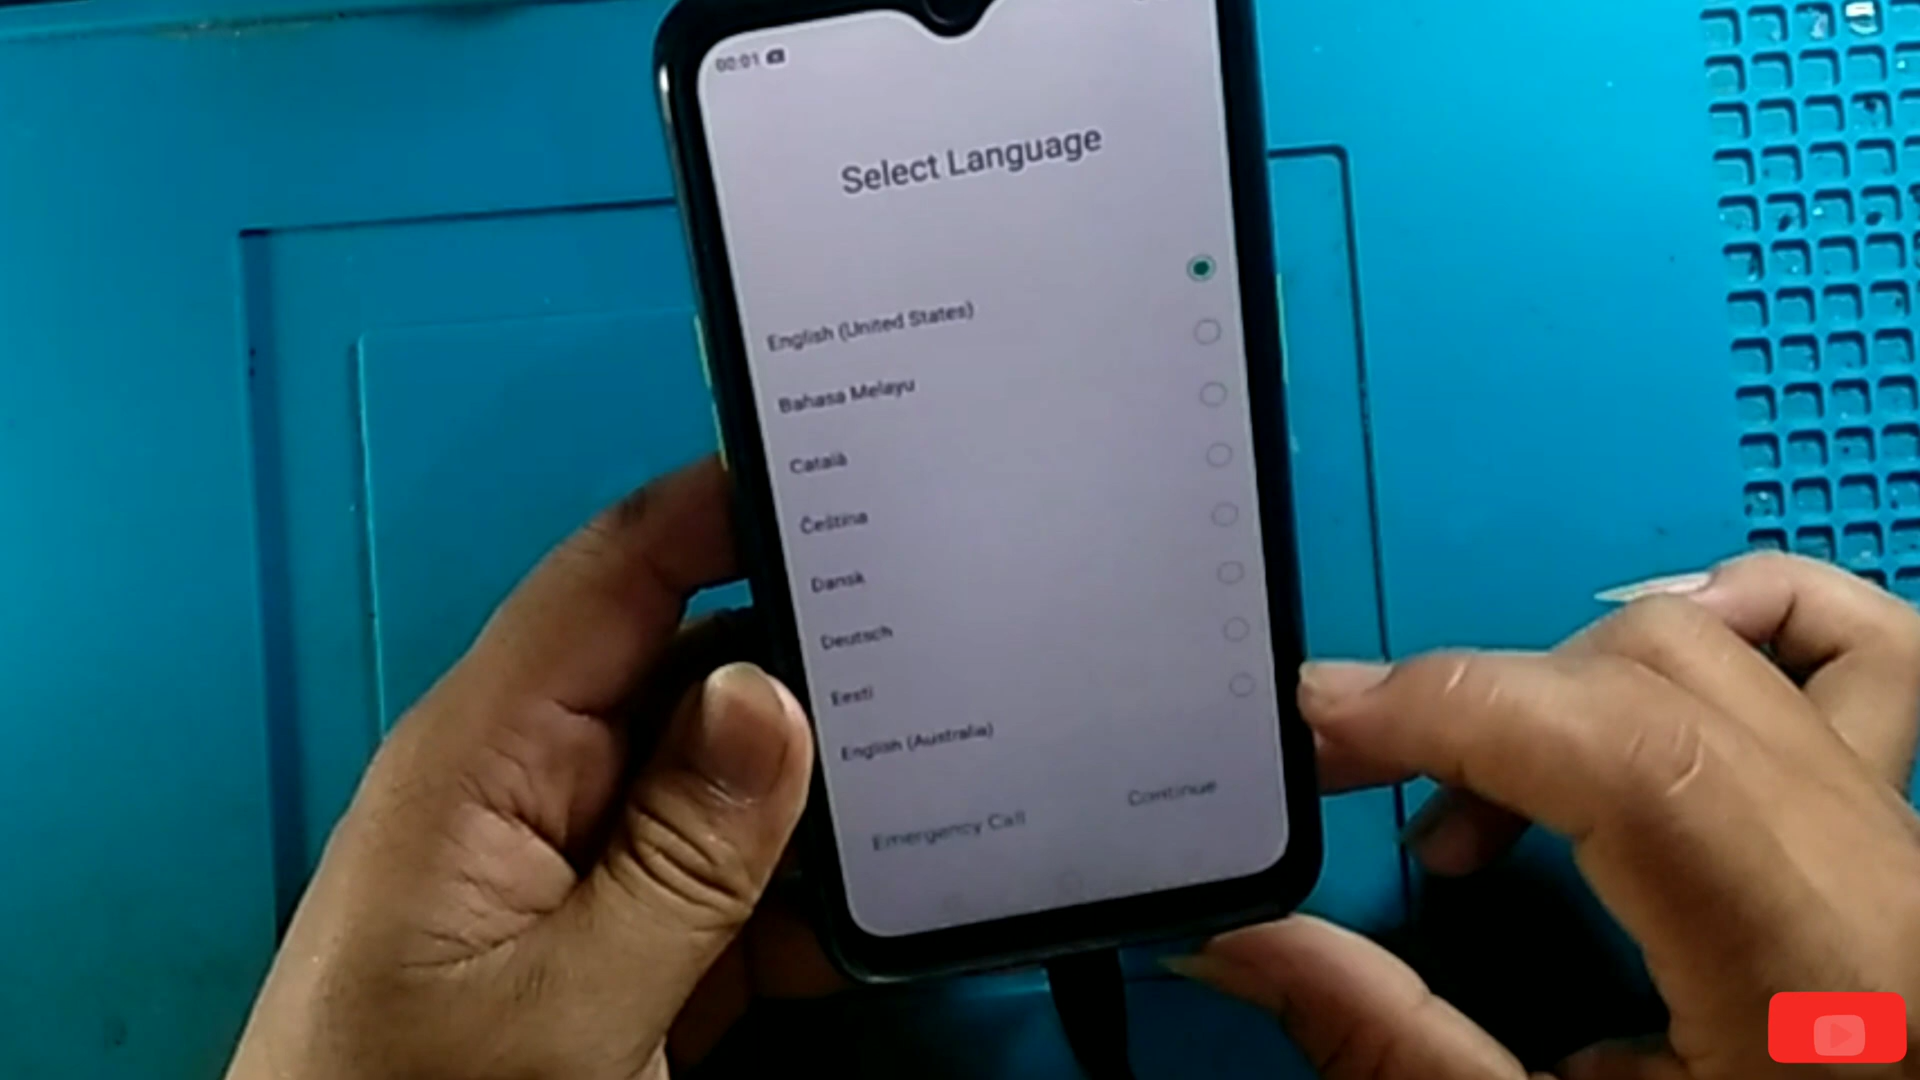 00:01
Select Language
English (United States)
Bahasa Melayu
Català
Čeština
Dansk
Deutsch
Eesti
English (Australia)
Emergency Call
Continue